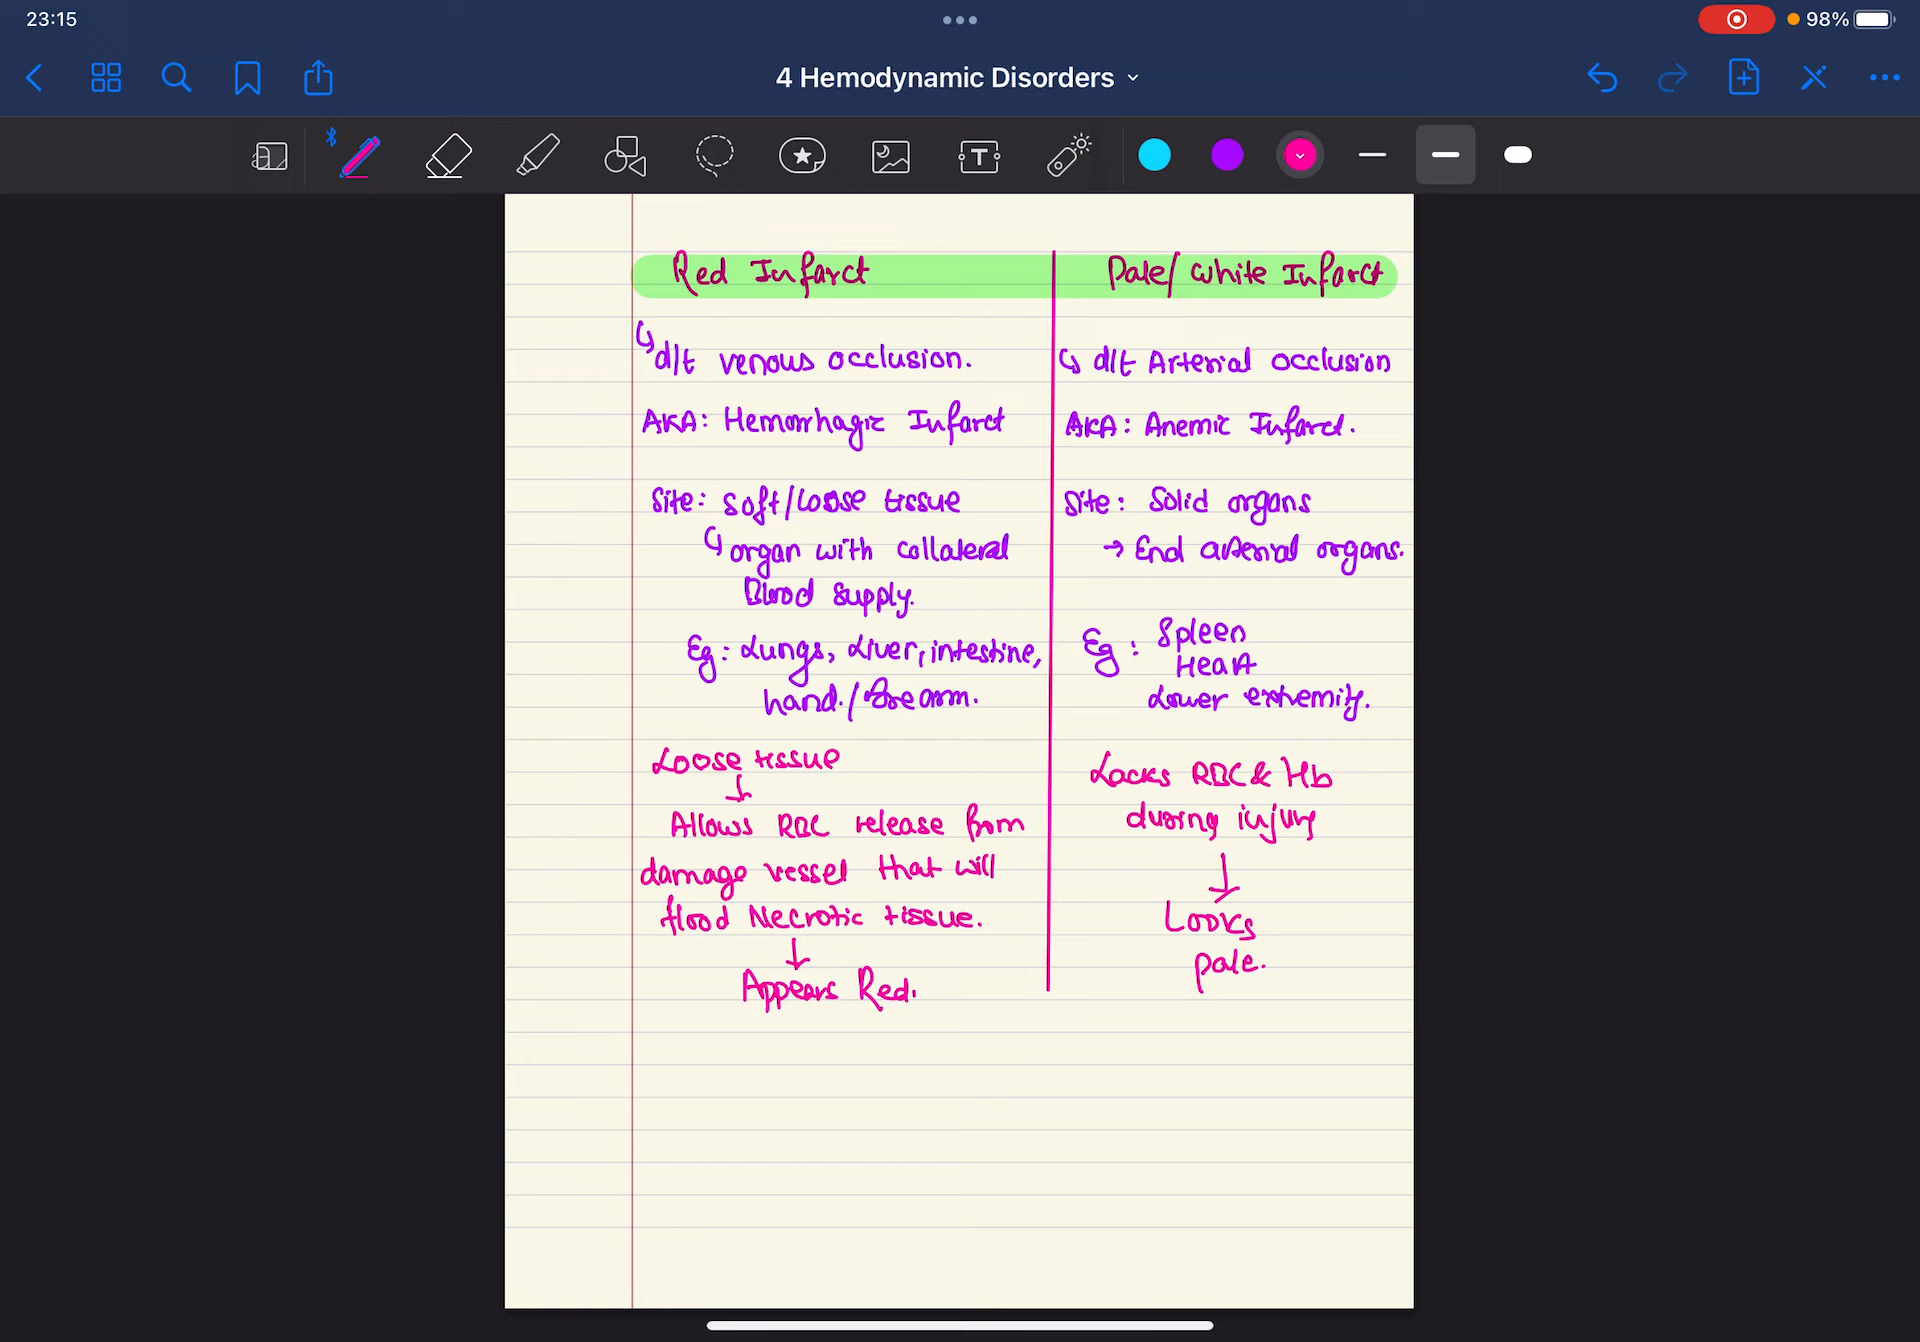 23:15
98%
4 Hemodynamic Disorders
T
Red Infarct
Pale/ white Infarct
d/t venous occlusion.
d/t Arterial occlusion
AKA: Hemorrhagic Infarct
AKA: Anemic Infarct.
Site: Soft/Loose tissue
Site: Solid organs
organ with collateral
→ End arterial organs.
Blood supply.
Eg: Lungs, Liver, intestine,
hand./forearm.
Eg: Spleen
Heart
Lower extremity.
Loose tissue
↓
Allows RBC release from
damage vessel that will
flood Necrotic tissue.
↓
Appears Red.
Lacks RBC & Hb
during injury
↓
Looks
pale.